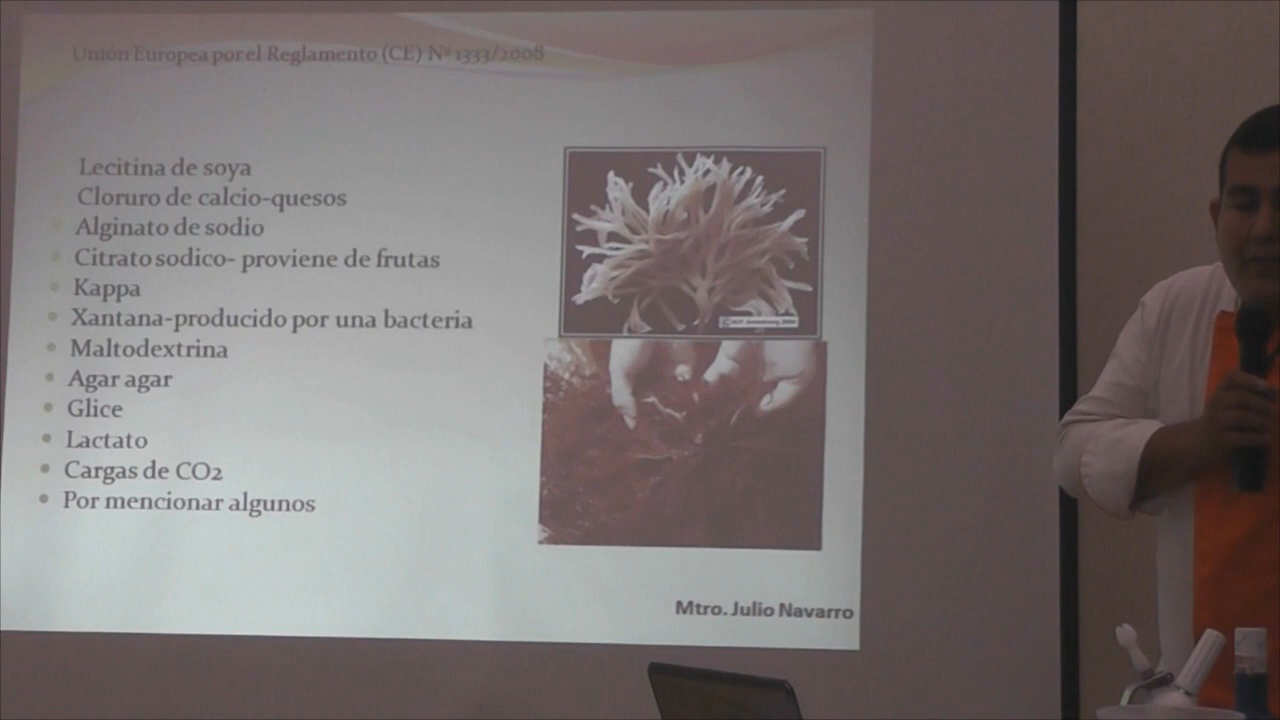 Unión Europea por el Reglamento (CE) Nº 1333/2008
Lecitina de soya
Cloruro de calcio-quesos
Alginato de sodio
Citrato sodico- proviene de frutas
Kappa
Xantana-producido por una bacteria
Maltodextrina
Agar agar
Glice
Lactato
Cargas de CO2
Por mencionar algunos
Mtro. Julio Navarro